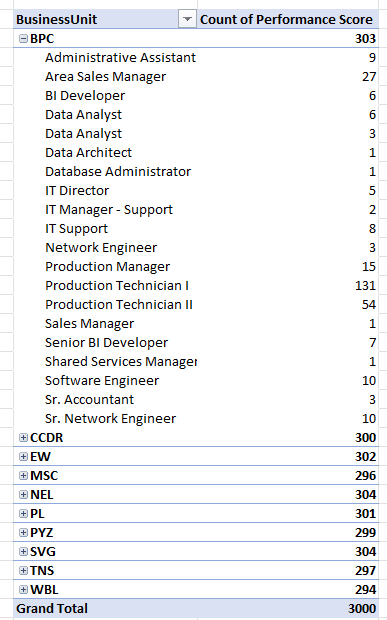 BusinessUnit Count of Performance Score
BPC 303
Administrative Assistant 9
Area Sales Manager 27
BI Developer 6
Data Analyst 6
Data Analyst 3
Data Architect 1
Database Administrator 1
IT Director 5
IT Manager - Support 2
IT Support 8
Network Engineer 3
Production Manager 15
Production Technician I 131
Production Technician II 54
Sales Manager 1
Senior BI Developer 7
Shared Services Manager 1
Software Engineer 10
Sr. Accountant 3
Sr. Network Engineer 10
CCDR 300
EW 302
MSC 296
NEL 304
PL 301
PYZ 299
SVG 304
TNS 297
WBL 294
Grand Total 3000